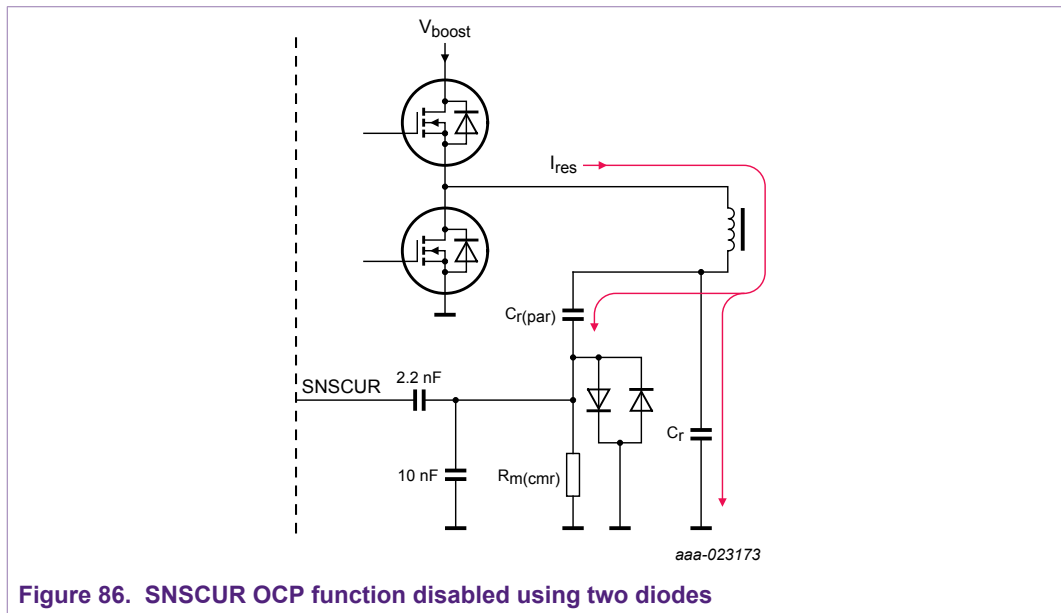 Vboost
Ires
Cr(par)
2.2 nF
SNSCUR
Cr
10 nF
Rm(cmr)
aaa-023173
Figure 86. SNSCUR OCP function disabled using two diodes